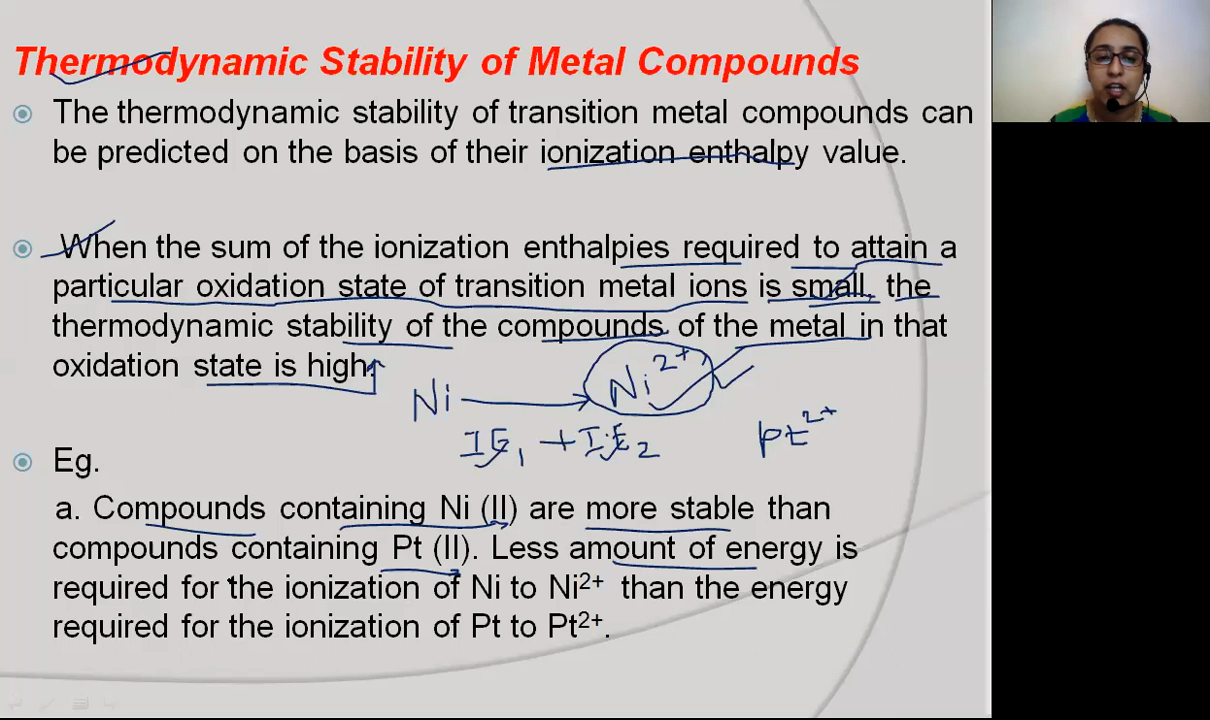 Thermodynamic Stability of Metal Compounds
The thermodynamic stability of transition metal compounds can
be predicted on the basis of their ionization enthalpy value.
When the sum of the ionization enthalpies required to attain a
particular oxidation state of transition metal ions is small, the
thermodynamic stability of the compounds of the metal in that
oxidation state is high.
Ni → Ni2+
IE1 + IE2
Pt2+
Eg.
a. Compounds containing Ni (II) are more stable than
compounds containing Pt (II). Less amount of energy is
required for the ionization of Ni to Ni2+ than the energy
required for the ionization of Pt to Pt2+.